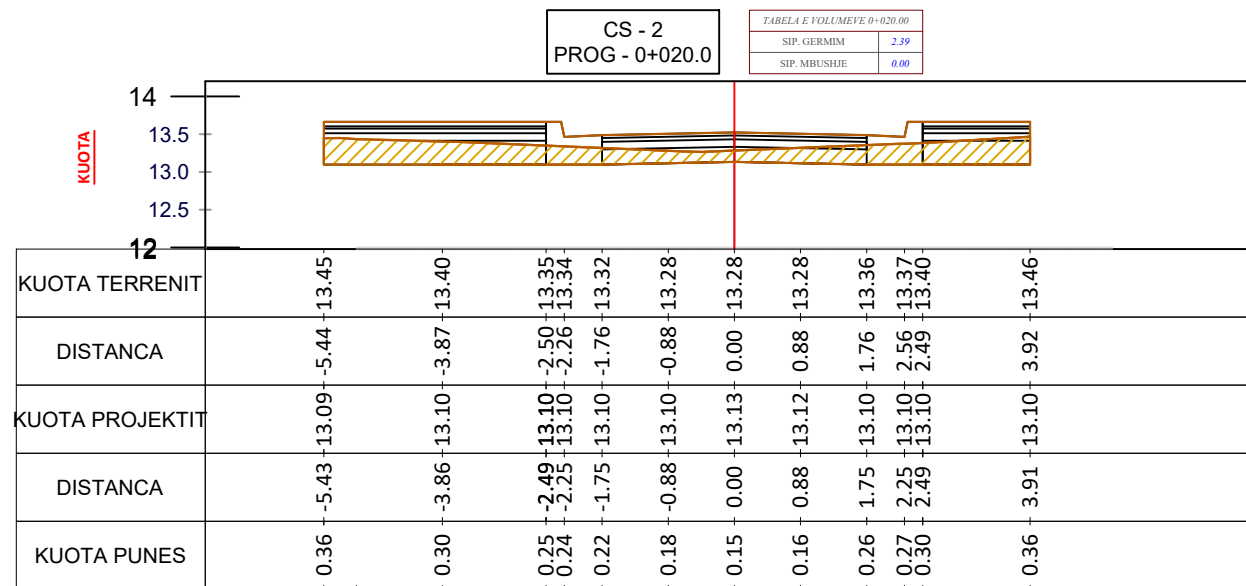 CS - 2
PROG - 0+020.0
TABELA E VOLUMEVE 0+020.00
SIP. GERMIM 2.39
SIP. MBUSHJE 0.00
KUOTA
14
13.5
13.0
12.5
12
KUOTA TERRENIT 13.45 13.40 13.35 13.34 13.32 13.28 13.28 13.28 13.36 13.37 13.40 13.46
DISTANCA -5.44 -3.87 -2.50 -2.26 -1.76 -0.88 0.00 0.88 1.76 2.56 2.49 3.92
KUOTA PROJEKTIT 13.09 13.10 13.10 13.10 13.10 13.10 13.13 13.12 13.10 13.10 13.10 13.10
DISTANCA -5.43 -3.86 -2.49 -2.25 -1.75 -0.88 0.00 0.88 1.75 2.25 2.49 3.91
KUOTA PUNES 0.36 0.30 0.25 0.24 0.22 0.18 0.15 0.16 0.26 0.27 0.30 0.36